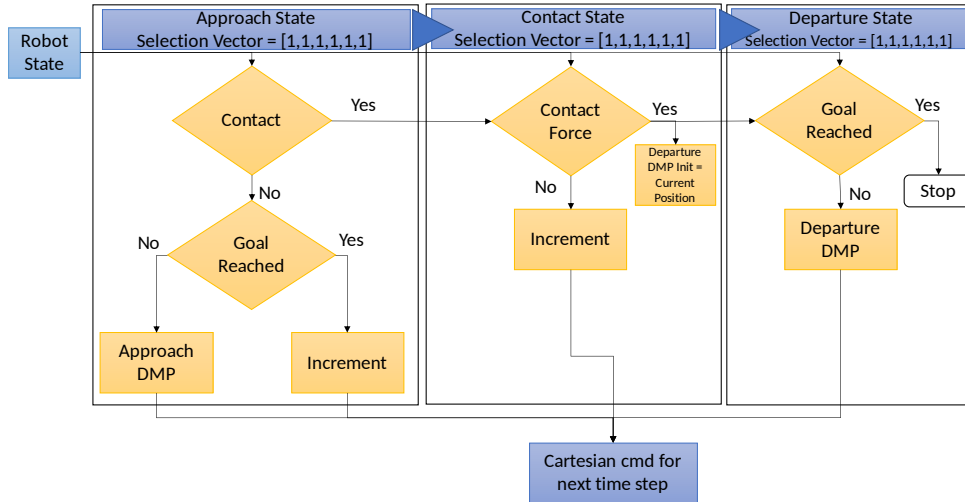 Approach State
Selection Vector = [1,1,1,1,1,1]
Contact State
Selection Vector = [1,1,1,1,1,1]
Departure State
Selection Vector = [1,1,1,1,1,1]
Robot
State
Contact
Yes
No
Goal
Reached
No
Yes
Approach
DMP
Increment
Contact
Force
Yes
Departure
DMP Init =
Current
Position
No
Increment
Goal
Reached
Yes
Stop
No
Departure
DMP
Cartesian cmd for
next time step